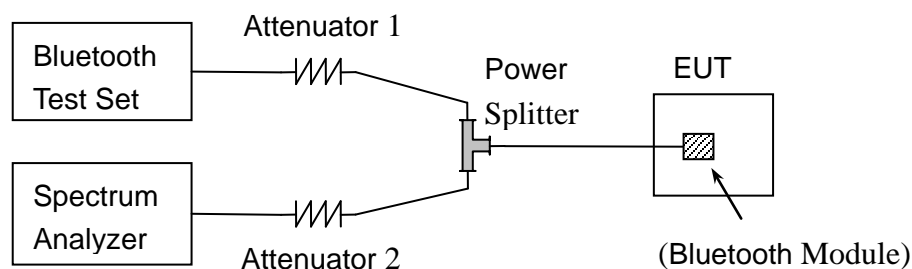 Attenuator 1
Bluetooth
Test Set
Power
Splitter
EUT
Spectrum
Analyzer
Attenuator 2
(Bluetooth Module)